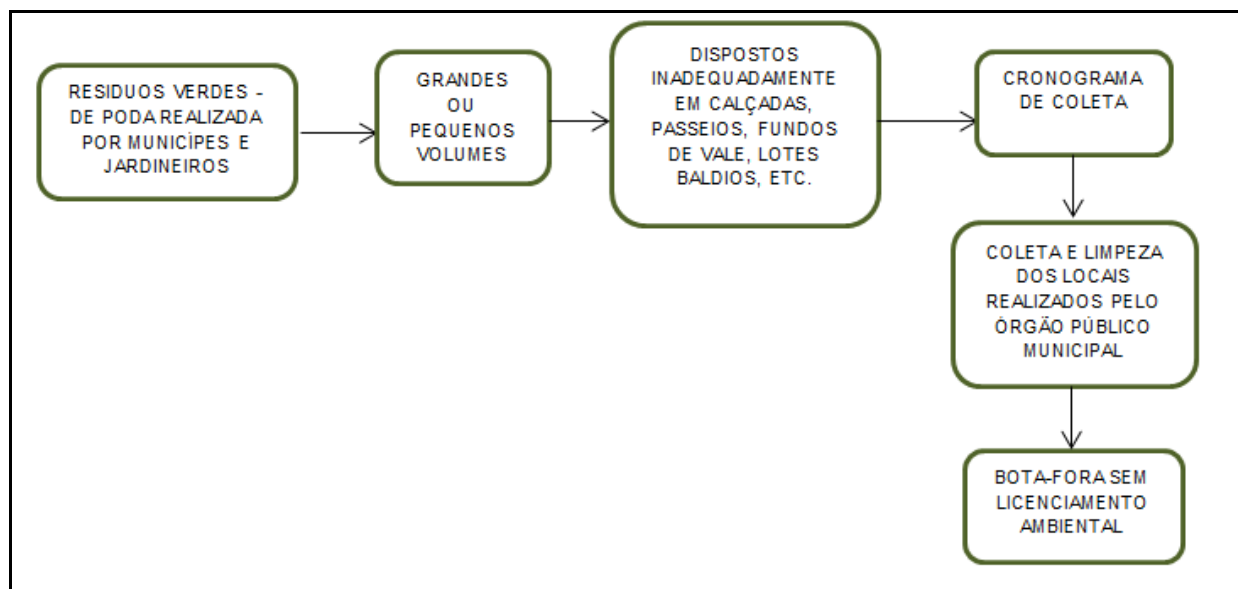 RESIDUOS VERDES -
DE PODA REALIZADA
POR MUNICÍPES E
JARDINEIROS
GRANDES
OU
PEQUENOS
VOLUMES
DISPOSTOS
INADEQUADAMENTE
EM CALÇADAS,
PASSEIOS, FUNDOS
DE VALE, LOTES
BALDIOS, ETC.
CRONOGRAMA
DE COLETA
COLETA E LIMPEZA
DOS LOCAIS
REALIZADOS PELO
ÓRGÃO PÚBLICO
MUNICIPAL
BOTA-FORA SEM
LICENCIAMENTO
AMBIENTAL